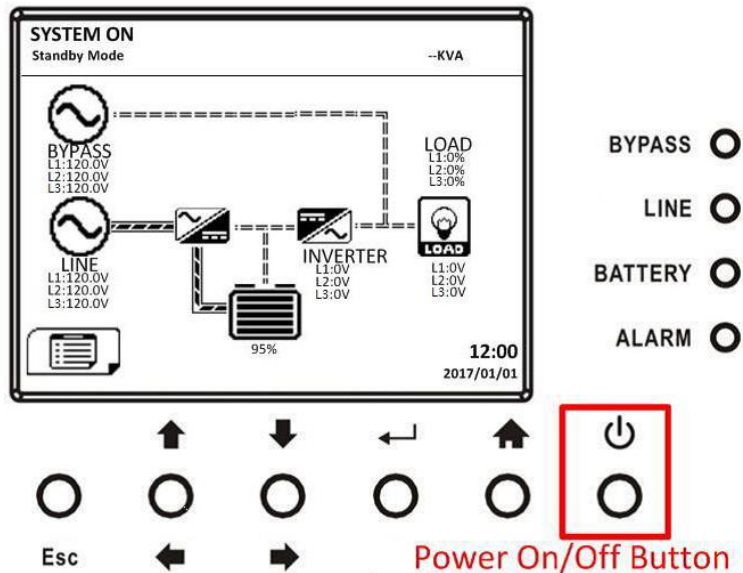 SYSTEM ON
Standby Mode
--KVA
BYPASS
L1:120.0V
L2:120.0V
L3:120.0V
LOAD
L1:0%
L2:0%
L3:0%
LINE
L1:120.0V
L2:120.0V
L3:120.0V
INVERTER
L1:0V
L2:0V
L3:0V
LOAD
L1:0V
L2:0V
L3:0V
95%
12:00
2017/01/01
BYPASS
LINE
BATTERY
ALARM
Esc
Power On/Off Button